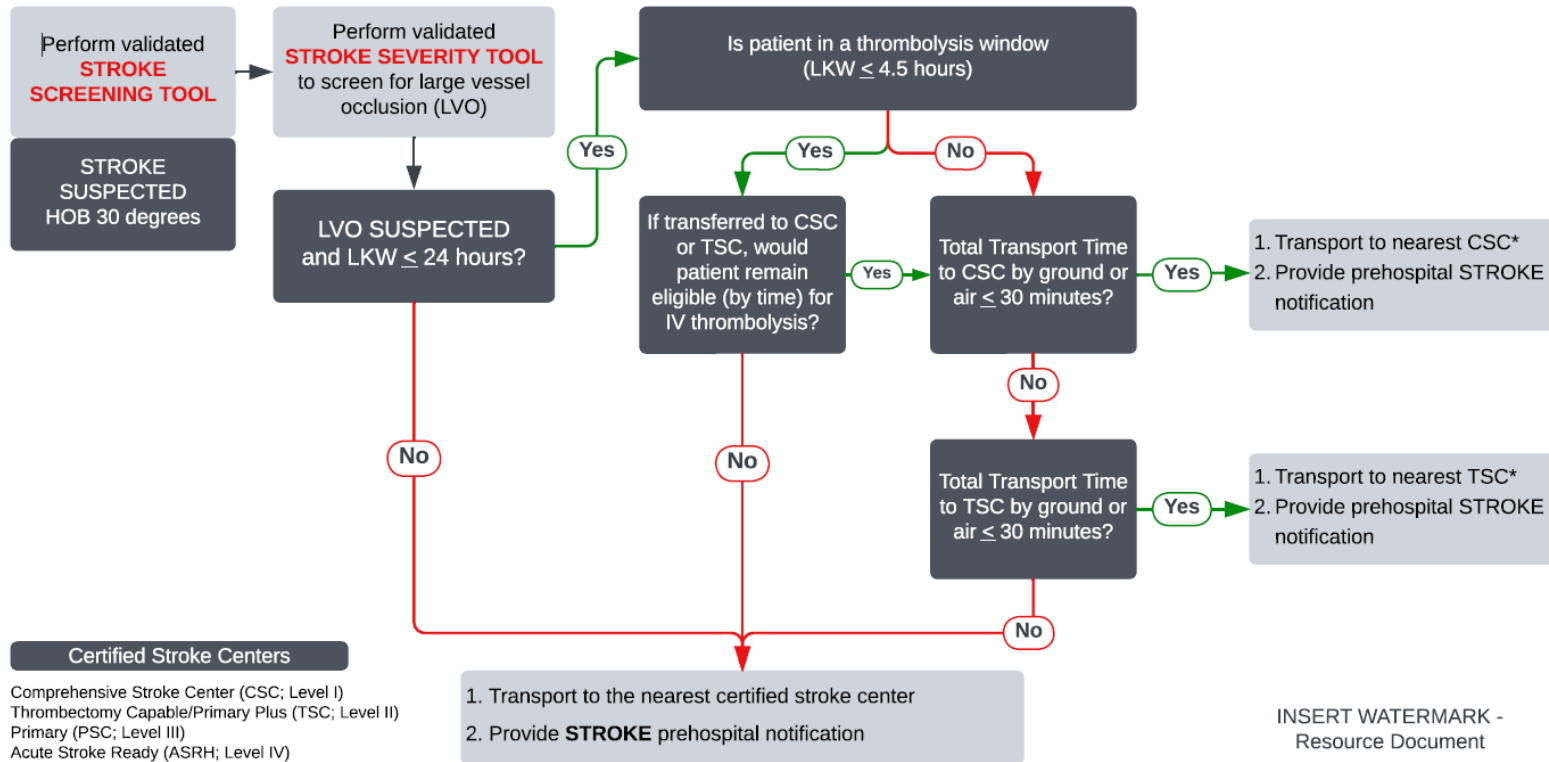 Perform validated
STROKE
SCREENING TOOL
STROKE
SUSPECTED
HOB 30 degrees
Perform validated
STROKE SEVERITY TOOL
to screen for large vessel
occlusion (LVO)
LVO SUSPECTED
and LKW ≤ 24 hours?
Yes
No
Is patient in a thrombolysis window
(LKW ≤ 4.5 hours)
Yes
No
If transferred to CSC
or TSC, would
patient remain
eligible (by time) for
IV thrombolysis?
Yes
No
Total Transport Time
to CSC by ground or
air ≤ 30 minutes?
Yes
1. Transport to nearest CSC*
2. Provide prehospital STROKE
notification
No
Total Transport Time
to TSC by ground or
air ≤ 30 minutes?
Yes
1. Transport to nearest TSC*
2. Provide prehospital STROKE
notification
No
1. Transport to the nearest certified stroke center
2. Provide STROKE prehospital notification
Certified Stroke Centers
Comprehensive Stroke Center (CSC; Level I)
Thrombectomy Capable/Primary Plus (TSC; Level II)
Primary (PSC; Level III)
Acute Stroke Ready (ASRH; Level IV)
INSERT WATERMARK -
Resource Document